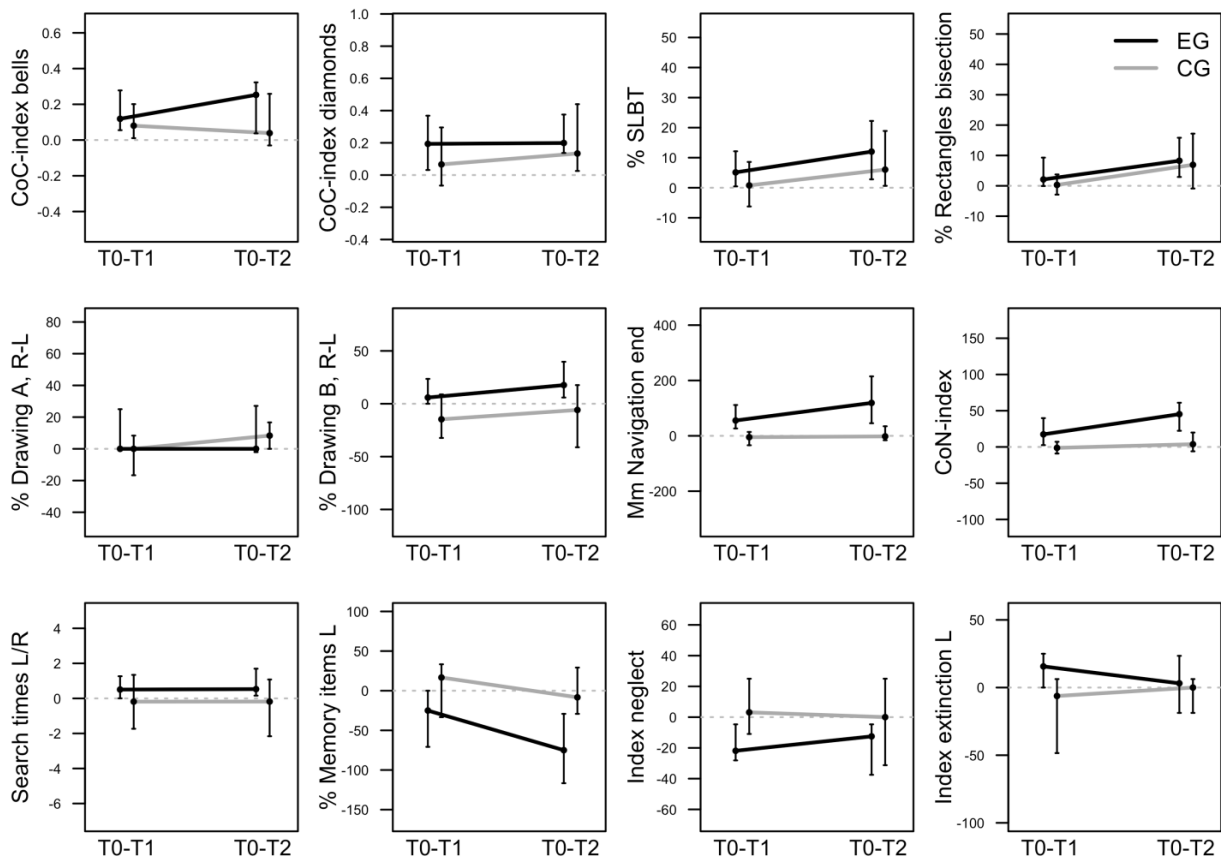 CoC-index bells
0.6
0.4
0.2
0.0
-0.2
-0.4
T0-T1
T0-T2
CoC-index diamonds
1.0
0.8
0.6
0.4
0.2
0.0
-0.2
-0.4
T0-T1
T0-T2
% SLBT
50
40
30
20
10
0
-10
T0-T1
T0-T2
% Rectangles bisection
50
40
30
20
10
0
-10
EG
CG
T0-T1
T0-T2
% Drawing A, R-L
80
60
40
20
0
-20
-40
T0-T1
T0-T2
% Drawing B, R-L
50
0
-50
-100
T0-T1
T0-T2
Mm Navigation end
400
200
0
-200
T0-T1
T0-T2
CoN-index
150
100
50
0
-50
-100
T0-T1
T0-T2
Search times L/R
4
2
0
-2
-4
-6
T0-T1
T0-T2
% Memory items L
100
50
0
-50
-100
-150
T0-T1
T0-T2
Index neglect
60
40
20
0
-20
-40
-60
T0-T1
T0-T2
Index extinction L
50
0
-50
-100
T0-T1
T0-T2